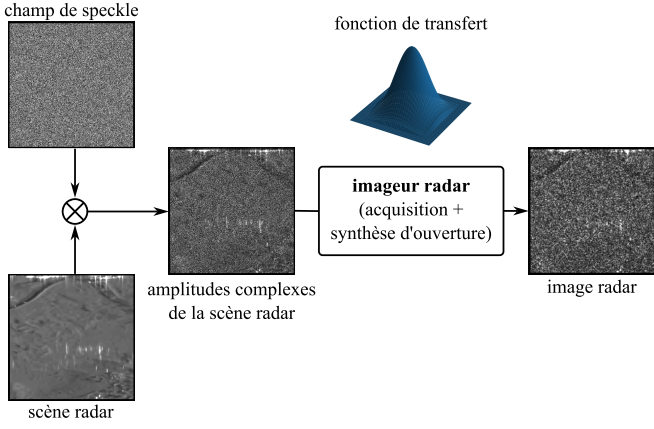 champ de speckle
fonction de transfert
imageur radar
(acquisition +
synthèse d'ouverture)
amplitudes complexes
de la scène radar
image radar
scène radar